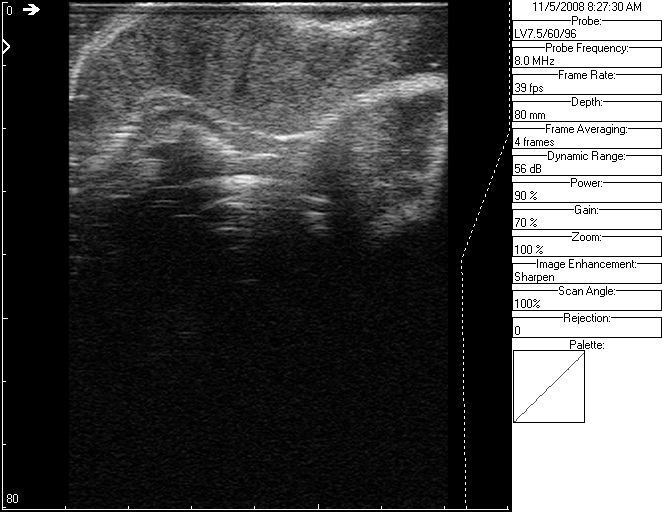 0
80
11/5/2008 8:27:30 AM
Probe:
LV7.5/60/96
Probe Frequency:
8.0 MHz
Frame Rate:
39 fps
Depth:
80 mm
Frame Averaging:
4 frames
Dynamic Range:
56 dB
Power:
90 %
Gain:
70 %
Zoom:
100 %
Image Enhancement:
Sharpen
Scan Angle:
100%
Rejection:
0
Palette: